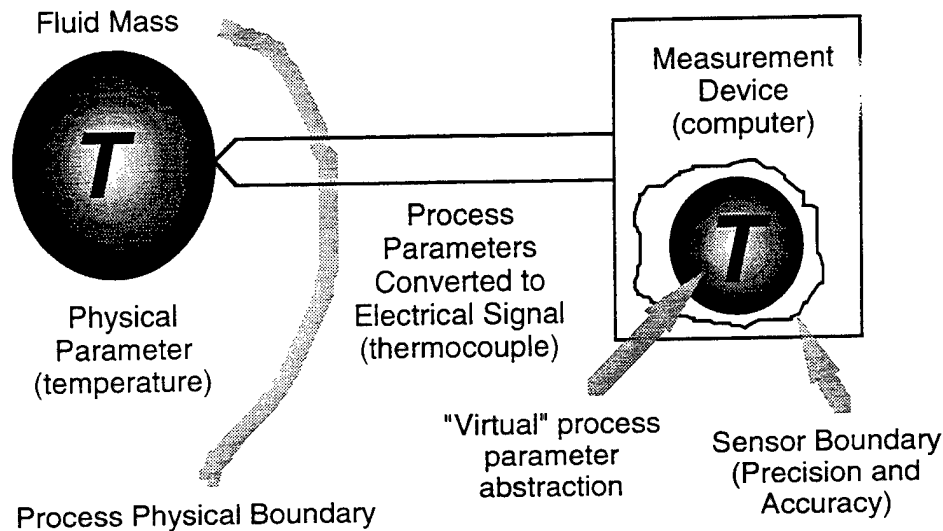 Fluid Mass
T
Physical
Parameter
(temperature)
Process Physical Boundary
Process
Parameters
Converted to
Electrical Signal
(thermocouple)
Measurement
Device
(computer)
T
"Virtual" process
parameter
abstraction
Sensor Boundary
(Precision and
Accuracy)